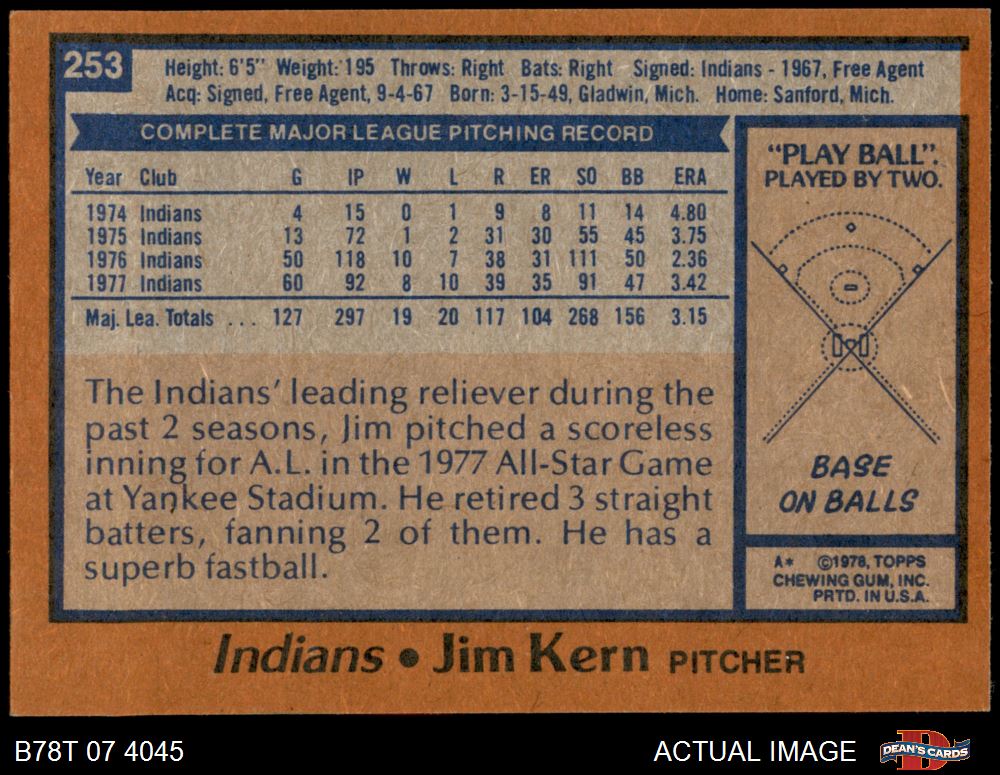 253
Height: 6'5" Weight: 195 Throws: Right Bats: Right Signed: Indians - 1967, Free Agent
Acq: Signed, Free Agent, 9-4-67 Born: 3-15-49, Gladwin, Mich. Home: Sanford, Mich.
COMPLETE MAJOR LEAGUE PITCHING RECORD
Year Club G IP W L R ER SO BB ERA
1974 Indians 4 15 0 1 9 8 11 14 4.80
1975 Indians 13 72 1 2 31 30 55 45 3.75
1976 Indians 50 118 10 7 38 31 111 50 2.36
1977 Indians 60 92 8 10 39 35 91 47 3.42
Maj. Lea. Totals ... 127 297 19 20 117 104 268 156 3.15
The Indians' leading reliever during the
past 2 seasons, Jim pitched a scoreless
inning for A.L. in the 1977 All-Star Game
at Yankee Stadium. He retired 3 straight
batters, fanning 2 of them. He has a
superb fastball.
"PLAY BALL".
PLAYED BY TWO.
BASE
ON BALLS
A* ©1978, TOPPS
CHEWING GUM, INC.
PRTD. IN U.S.A.
Indians • Jim Kern PITCHER
B78T 07 4045
ACTUAL IMAGE
D
DEAN'S CARDS